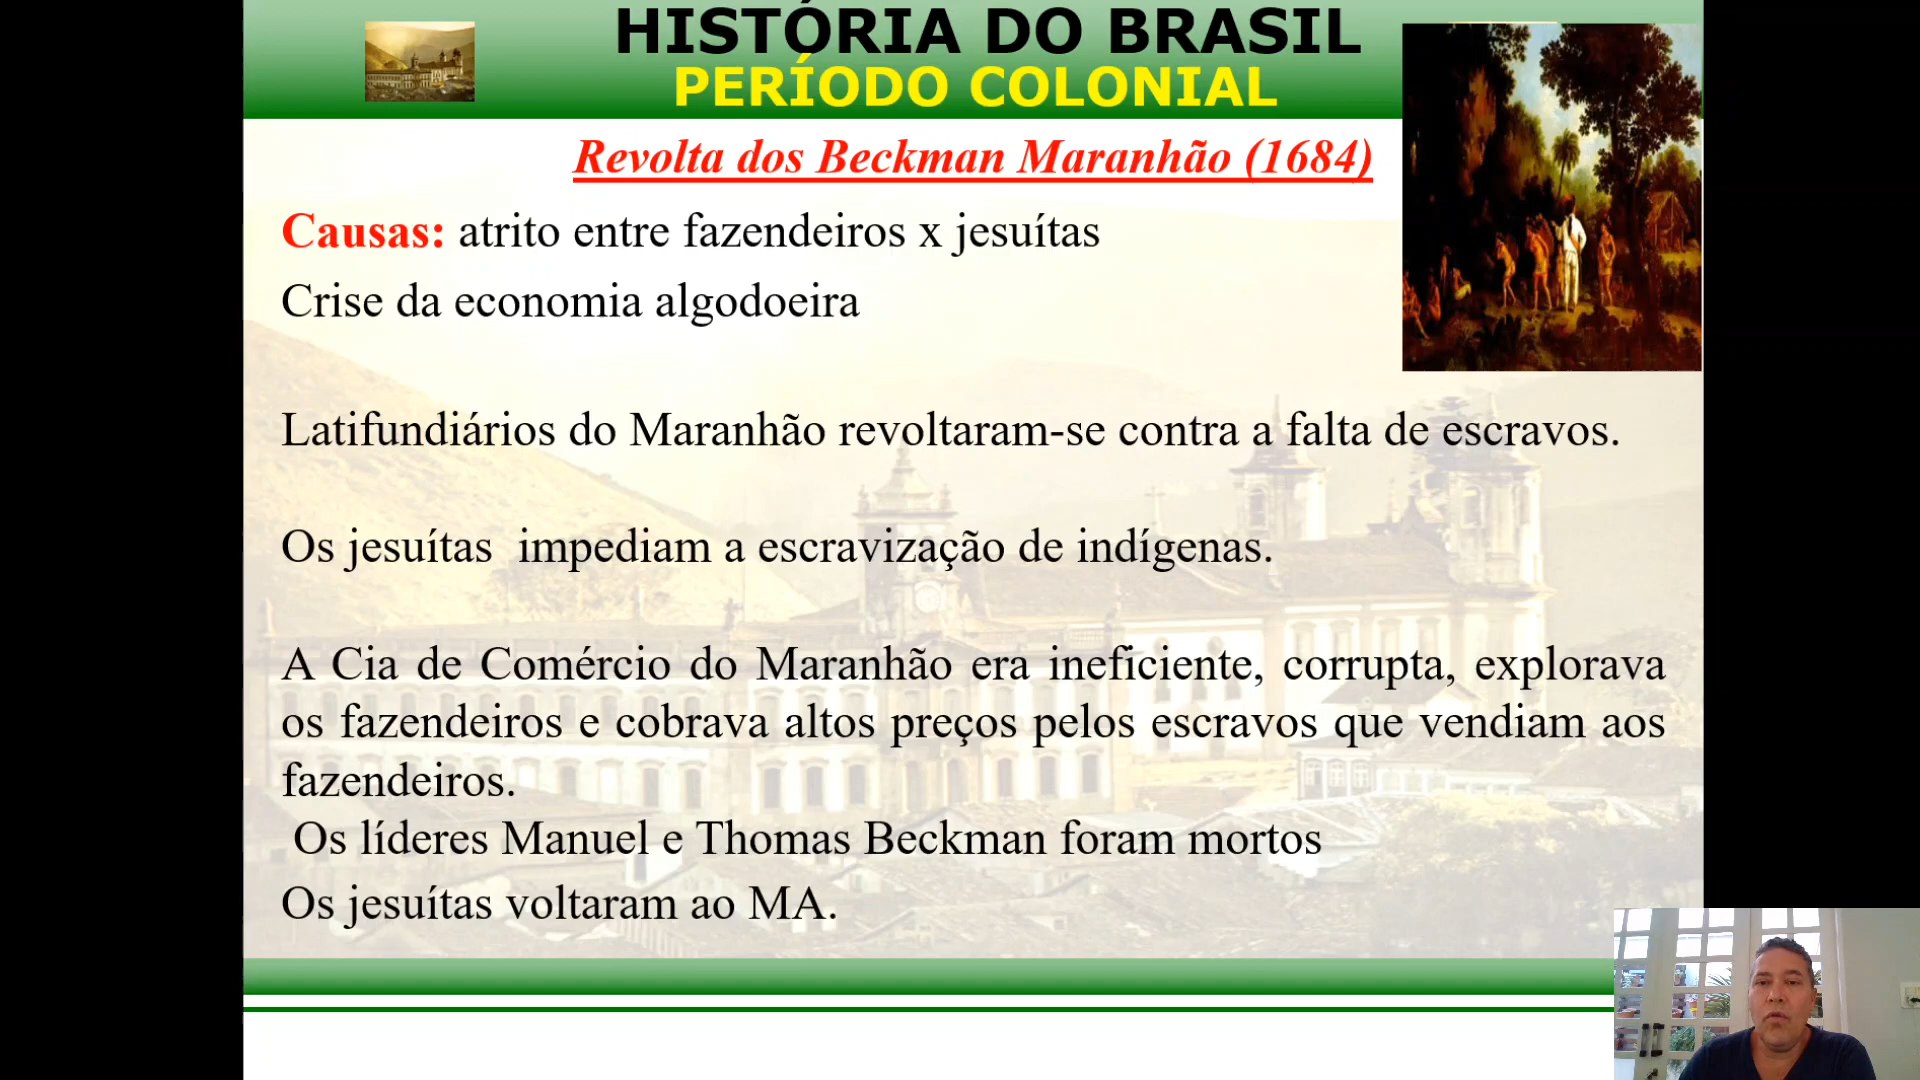 HISTÓRIA DO BRASIL
PERÍODO COLONIAL
Revolta dos Beckman Maranhão (1684)
Causas: atrito entre fazendeiros x jesuítas
Crise da economia algodoeira
Latifundiários do Maranhão revoltaram-se contra a falta de escravos.
Os jesuítas impediam a escravização de indígenas.
A Cia de Comércio do Maranhão era ineficiente, corrupta, explorava
os fazendeiros e cobrava altos preços pelos escravos que vendiam aos
fazendeiros.
Os líderes Manuel e Thomas Beckman foram mortos
Os jesuítas voltaram ao MA.